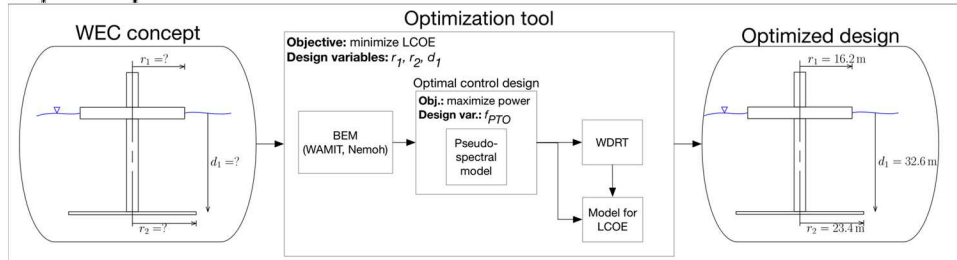 WEC concept
r1 =?
d1 =?
r2 =?
Optimization tool
Objective: minimize LCOE
Design variables: r1, r2, d1
BEM
(WAMIT, Nemoh)
Optimal control design
Obj.: maximize power
Design var.: fPTO
Pseudo-
spectral
model
WDRT
Model for
LCOE
Optimized design
r1 = 16.2 m
d1 = 32.6 m
r2 = 23.4 m